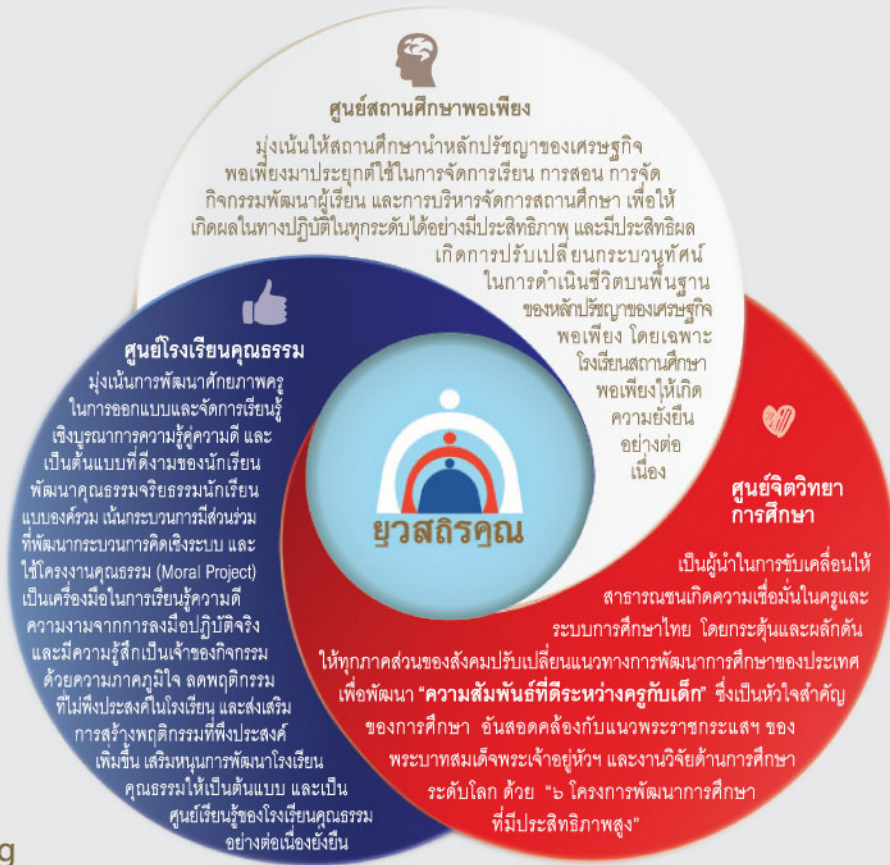 ศูนย์สถานศึกษาพอเพียง
มุ่งเน้นให้สถานศึกษานำหลักปรัชญาของเศรษฐกิจ
พอเพียงมาประยุกต์ใช้ในการจัดการเรียน การสอน การจัด
กิจกรรมพัฒนาผู้เรียน และการบริหารจัดการสถานศึกษา เพื่อให้
เกิดผลในทางปฏิบัติในทุกระดับได้อย่างมีประสิทธิภาพ และมีประสิทธิผล
เกิดการปรับเปลี่ยนกระบวนทัศน์
ในการดำเนินชีวิตบนพื้นฐาน
ของหลักปรัชญาของเศรษฐกิจ
พอเพียง โดยเฉพาะ
โรงเรียนสถานศึกษา
พอเพียงให้เกิด
ความยั่งยืน
อย่างต่อ
เนื่อง
ศูนย์โรงเรียนคุณธรรม
มุ่งเน้นการพัฒนาศักยภาพครู
ในการออกแบบและจัดการเรียนรู้
เชิงบูรณาการความรู้คู่ความดี และ
เป็นต้นแบบที่ดีงามของนักเรียน
พัฒนาคุณธรรมจริยธรรมนักเรียน
แบบองค์รวม เน้นกระบวนการมีส่วนร่วม
ที่พัฒนากระบวนการคิดเชิงระบบ และ
ใช้โครงงานคุณธรรม (Moral Project)
เป็นเครื่องมือในการเรียนรู้ความดี
ความงามจากการลงมือปฏิบัติจริง
และมีความรู้สึกเป็นเจ้าของกิจกรรม
ด้วยความภาคภูมิใจ ลดพฤติกรรม
ที่ไม่พึงประสงค์ในโรงเรียน และส่งเสริม
การสร้างพฤติกรรมที่พึงประสงค์
เพิ่มขึ้น เสริมหนุนการพัฒนาโรงเรียน
คุณธรรมให้เป็นต้นแบบ และเป็น
ศูนย์เรียนรู้ของโรงเรียนคุณธรรม
อย่างต่อเนื่องยั่งยืน
ยุวสถิรคุณ
ศูนย์จิตวิทยา
การศึกษา
เป็นผู้นำในการขับเคลื่อนให้
สาธารณชนเกิดความเชื่อมั่นในครูและ
ระบบการศึกษาไทย โดยกระตุ้นและผลักดัน
ให้ทุกภาคส่วนของสังคมปรับเปลี่ยนแนวทางการพัฒนาการศึกษาของประเทศ
เพื่อพัฒนา “ความสัมพันธ์ที่ดีระหว่างครูกับเด็ก” ซึ่งเป็นหัวใจสำคัญ
ของการศึกษา อันสอดคล้องกับแนวพระราชกระแสฯ ของ
พระบาทสมเด็จพระเจ้าอยู่หัวฯ และงานวิจัยด้านการศึกษา
ระดับโลก ด้วย “๖ โครงการพัฒนาการศึกษา
ที่มีประสิทธิภาพสูง”
g